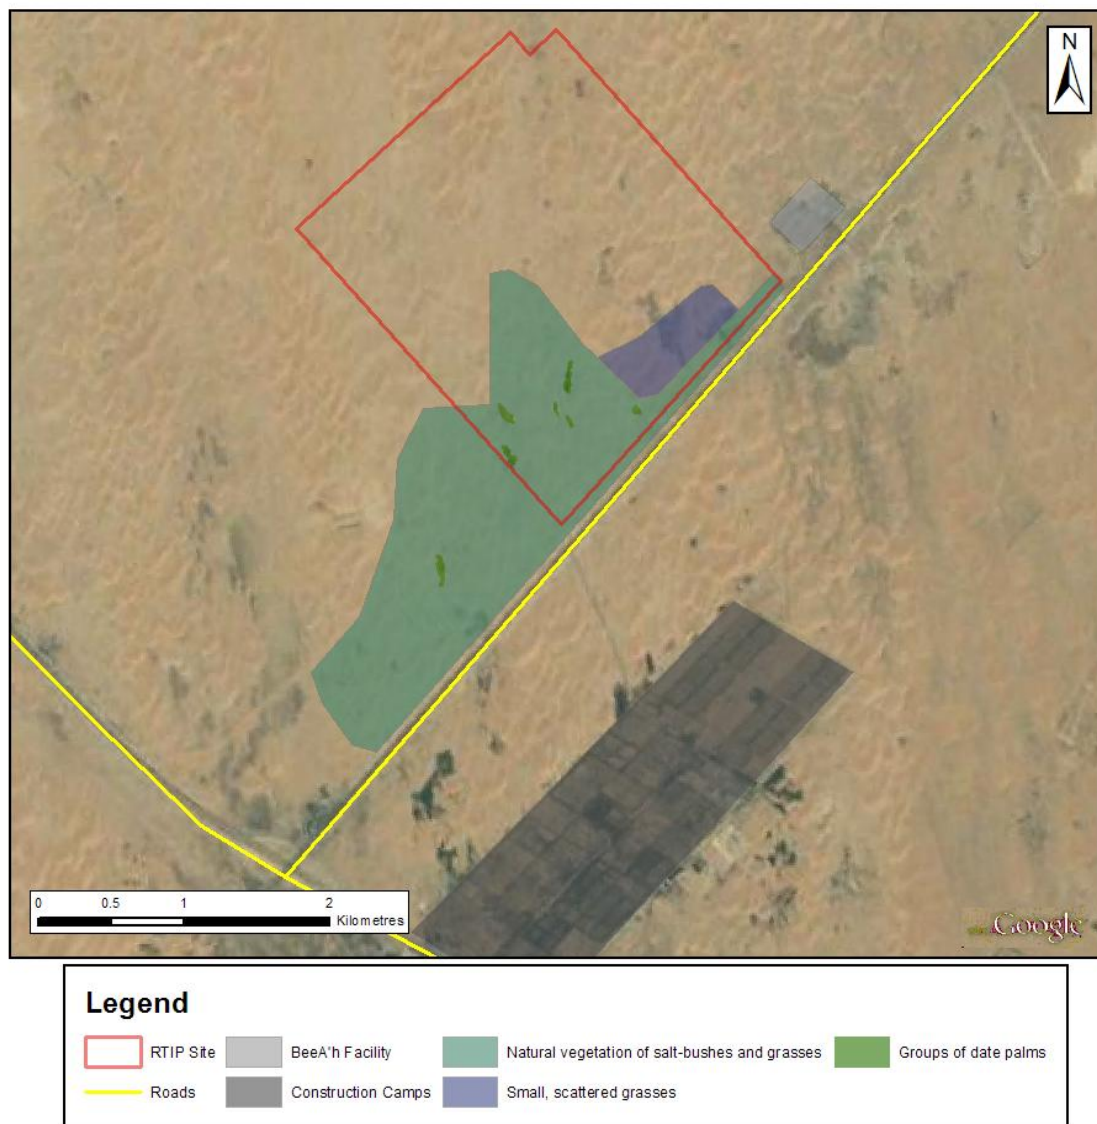 N
0 0.5 1 2
Kilometres
Google
Legend
RTIP Site BeeA'h Facility Natural vegetation of salt-bushes and grasses Groups of date palms
Roads Construction Camps Small, scattered grasses